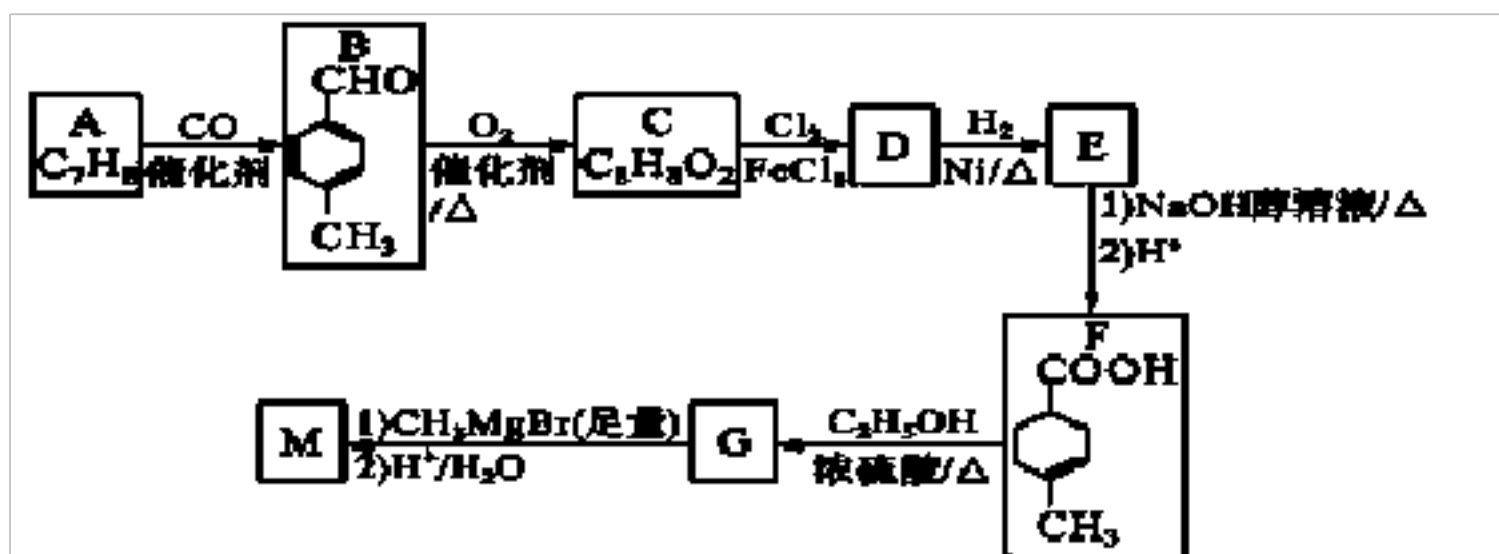 B
CHO
A
C₇H₈
CO
催化剂
CH₃
O₂
催化剂
/△
C
C₈H₈O₂
Cl₂
FeCl₃
D
H₂
Ni/△
E
1)NaOH醇溶液/△
2)H⁺
F
COOH
CH₃
C₂H₅OH
浓硫酸/△
G
1)CH₃MgBr(足量)
2)H⁺/H₂O
M